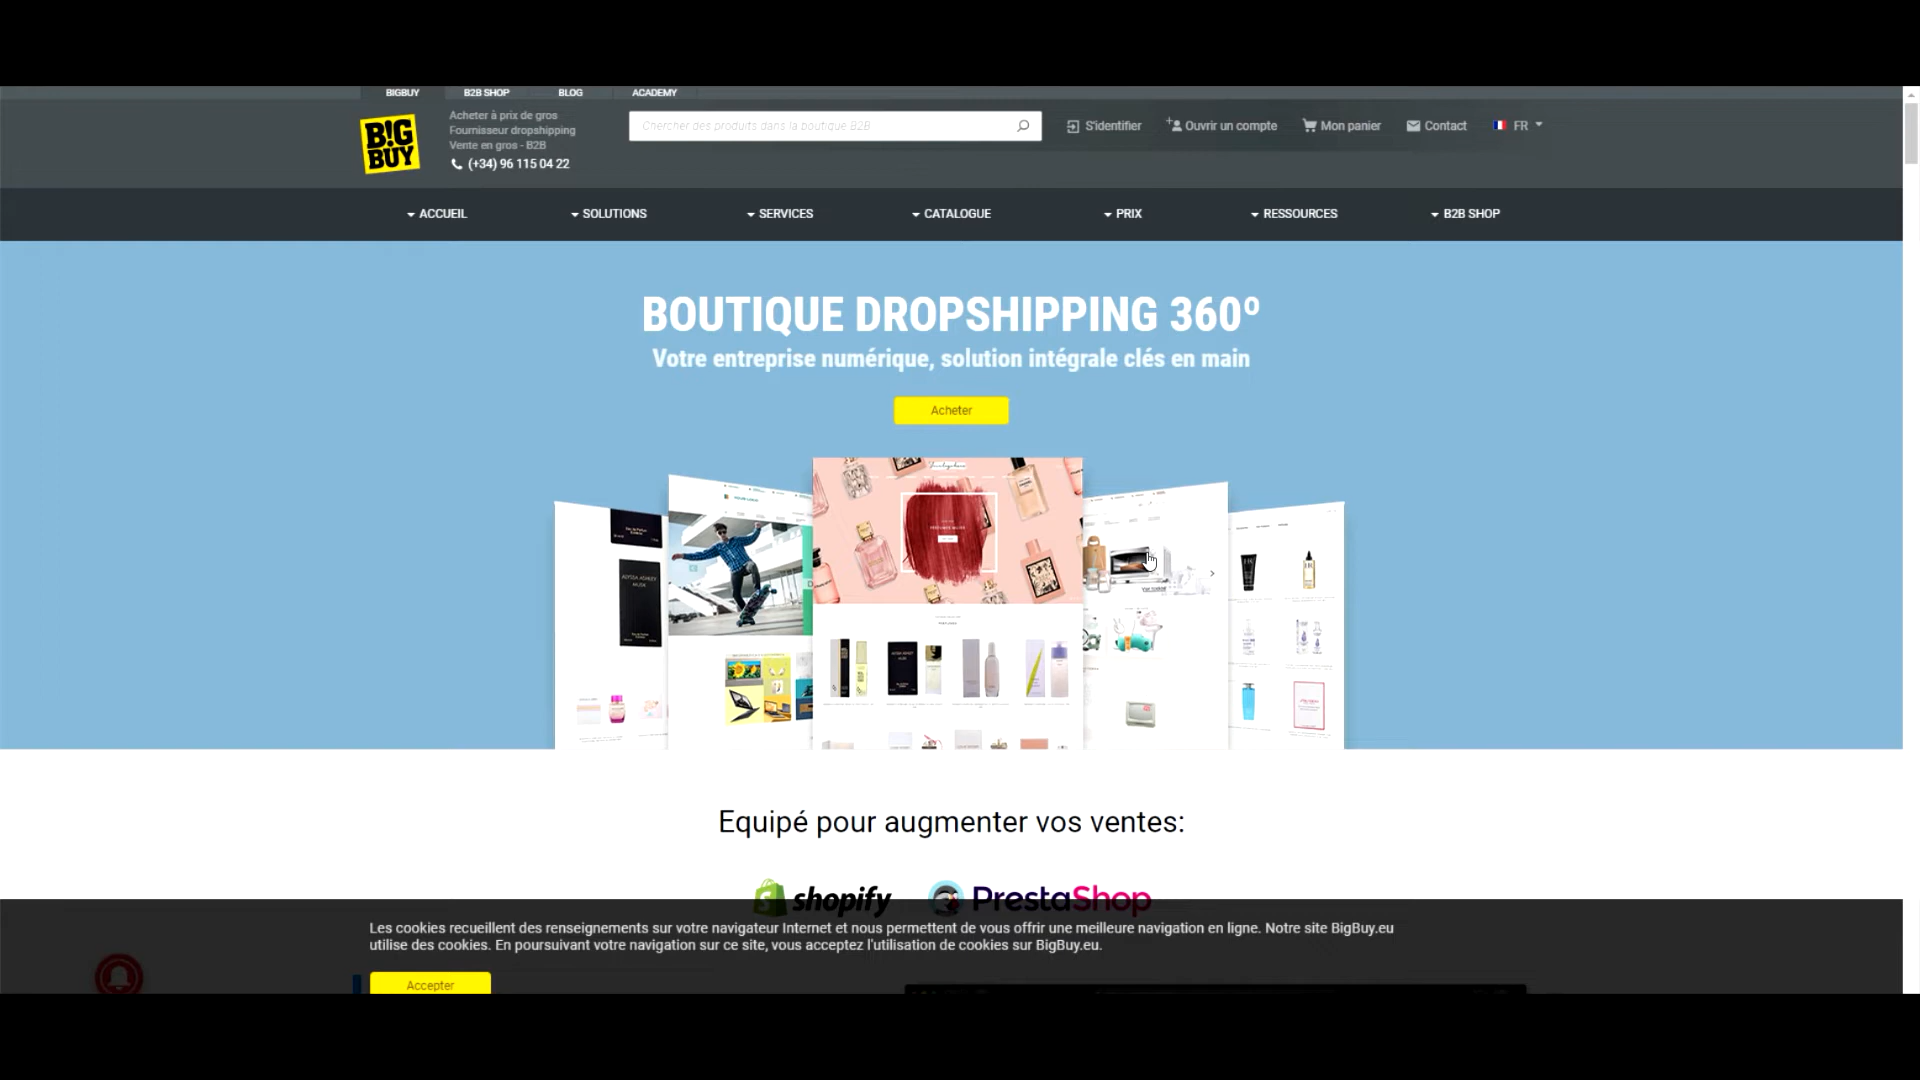 BIGBUY B2B SHOP BLOG ACADEMY
B!G
BUY
Acheter à prix de gros
Fournisseur dropshipping
Vente en gros - B2B
(+34) 96 115 04 22
Chercher des produits dans la boutique B2B
S'identifier Ouvrir un compte Mon panier Contact FR
ACCUEIL SOLUTIONS SERVICES CATALOGUE PRIX RESSOURCES B2B SHOP
BOUTIQUE DROPSHIPPING 360º
Votre entreprise numérique, solution intégrale clés en main
Acheter
ALYSSA ASHLEY
MUSK
Equipé pour augmenter vos ventes:
shopify PrestaShop
Les cookies recueillent des renseignements sur votre navigateur Internet et nous permettent de vous offrir une meilleure navigation en ligne. Notre site BigBuy.eu
utilise des cookies. En poursuivant votre navigation sur ce site, vous acceptez l'utilisation de cookies sur BigBuy.eu.
Accepter